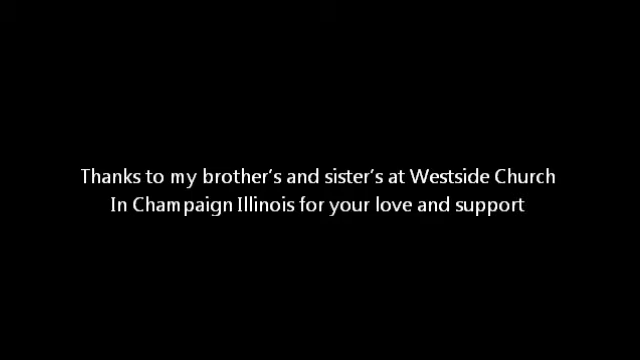 Thanks to my brother's and sister's at Westside Church
In Champaign Illinois for your love and support